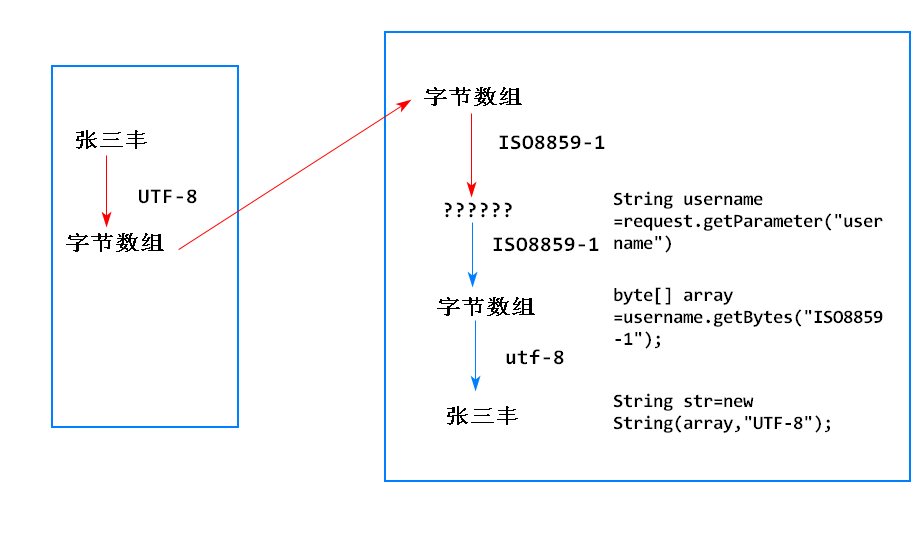 张三丰
UTF-8
字节数组
字节数组
ISO8859-1
??????
String username
=request.getParameter("user
name")
ISO8859-1
字节数组
byte[] array
=username.getBytes("ISO8859
-1");
utf-8
张三丰
String str=new
String(array,"UTF-8");